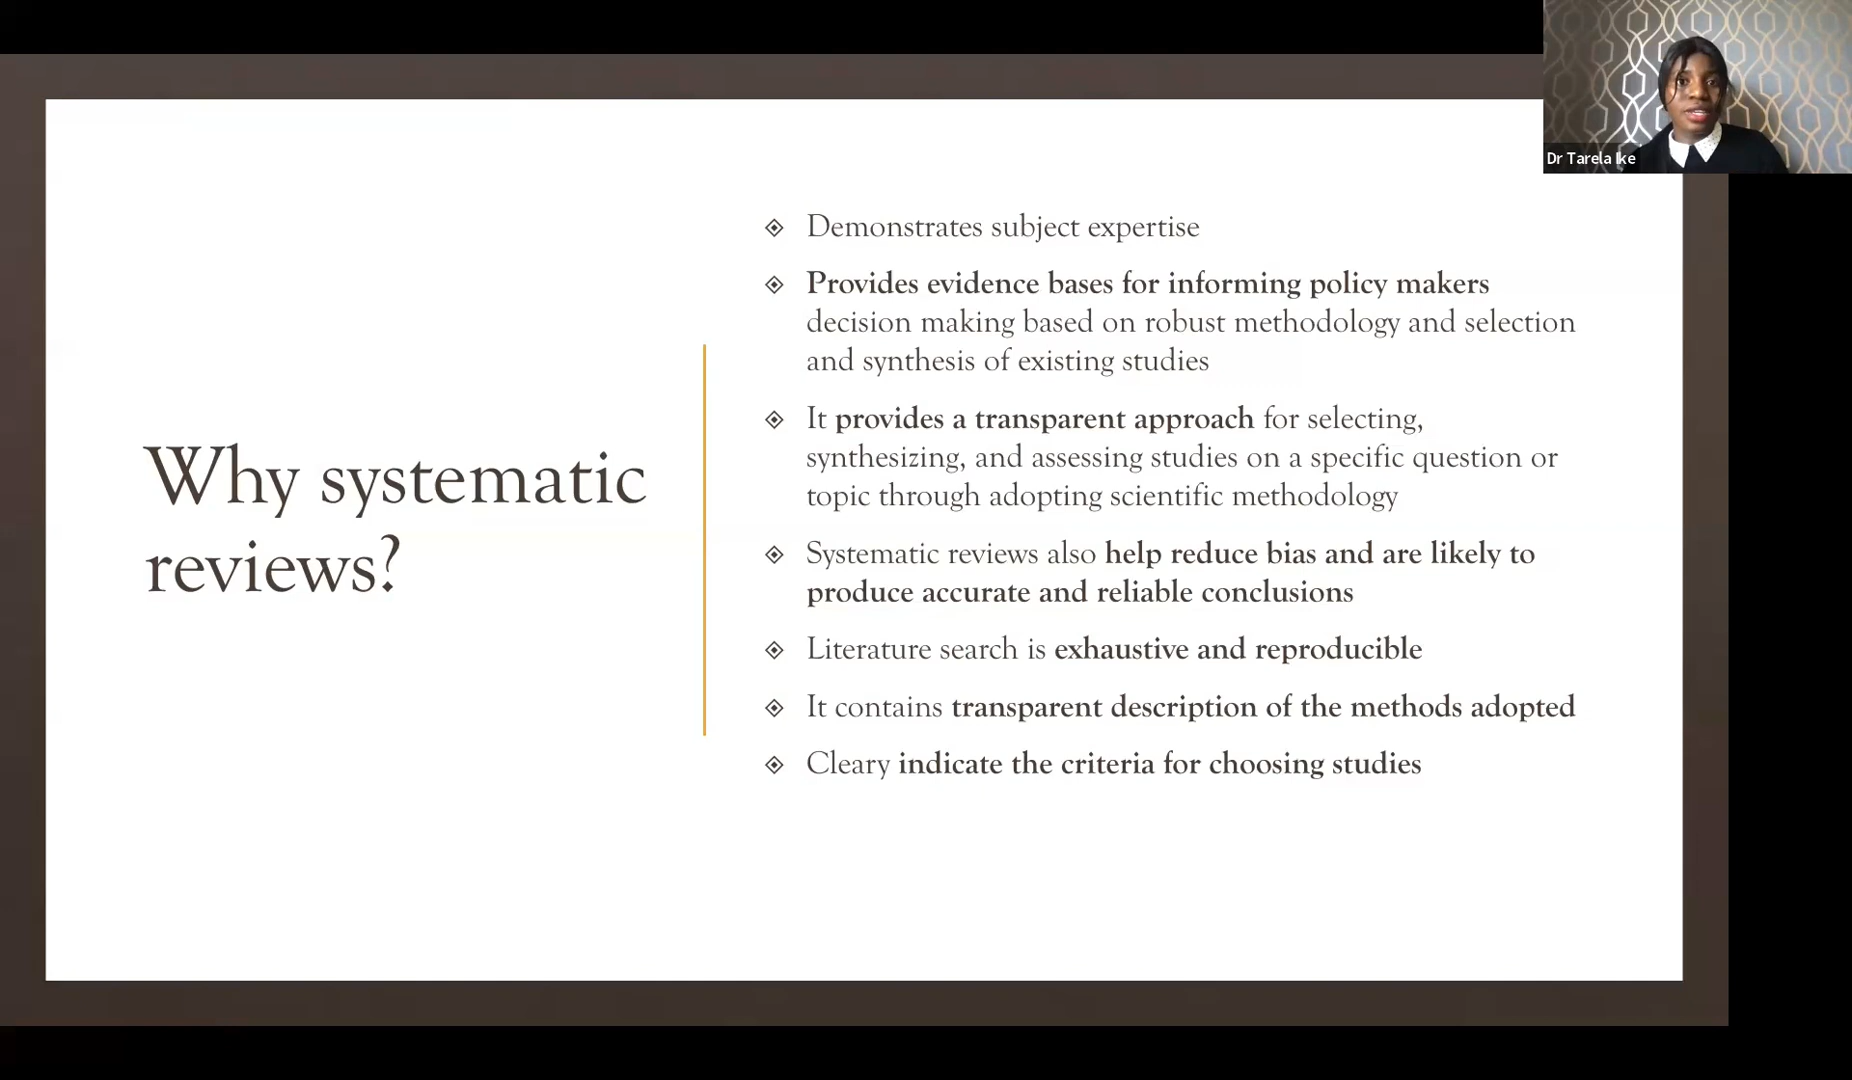 Dr Tarela Ike
Why systematic
reviews?
Demonstrates subject expertise
Provides evidence bases for informing policy makers
decision making based on robust methodology and selection
and synthesis of existing studies
It provides a transparent approach for selecting,
synthesizing, and assessing studies on a specific question or
topic through adopting scientific methodology
Systematic reviews also help reduce bias and are likely to
produce accurate and reliable conclusions
Literature search is exhaustive and reproducible
It contains transparent description of the methods adopted
Cleary indicate the criteria for choosing studies